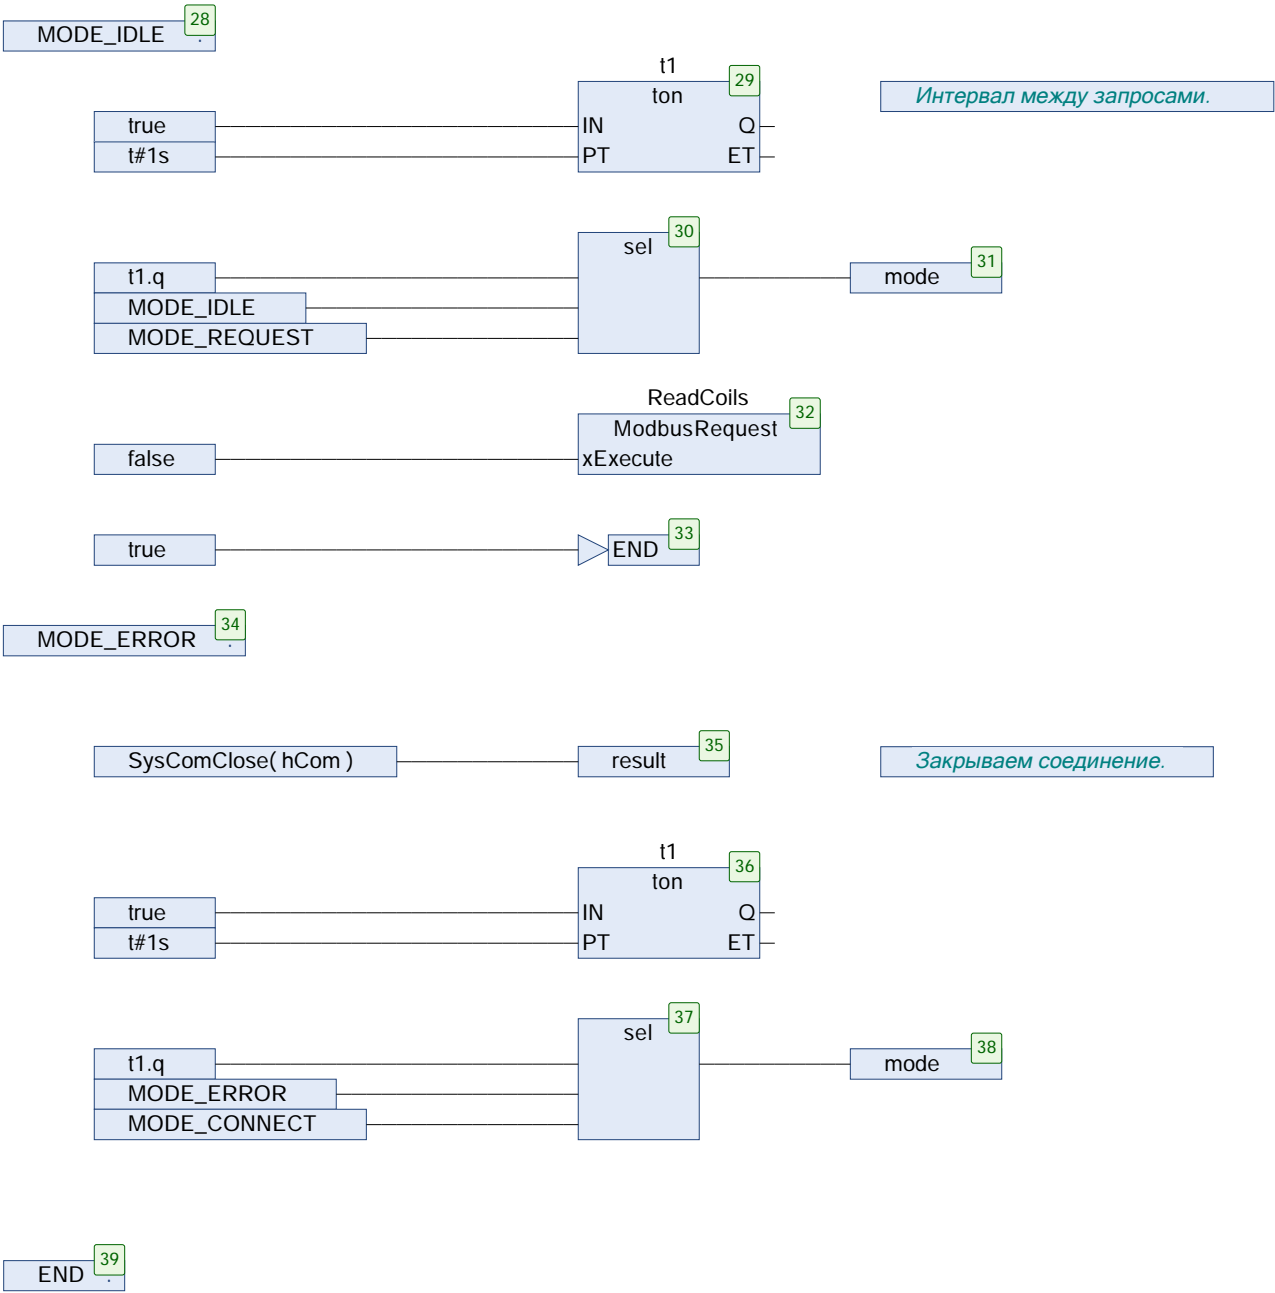 28
MODE_IDLE :
t1
29
ton
Интервал между запросами.
true
IN
Q
t#1s
PT
ET
30
sel
31
t1.q
mode
MODE_IDLE
MODE_REQUEST
ReadCoils
32
ModbusRequest
false
xExecute
33
true
END
34
MODE_ERROR :
35
SysComClose( hCom )
result
Закрываем соединение.
t1
36
ton
true
IN
Q
t#1s
PT
ET
37
sel
38
t1.q
mode
MODE_ERROR
MODE_CONNECT
39
END :